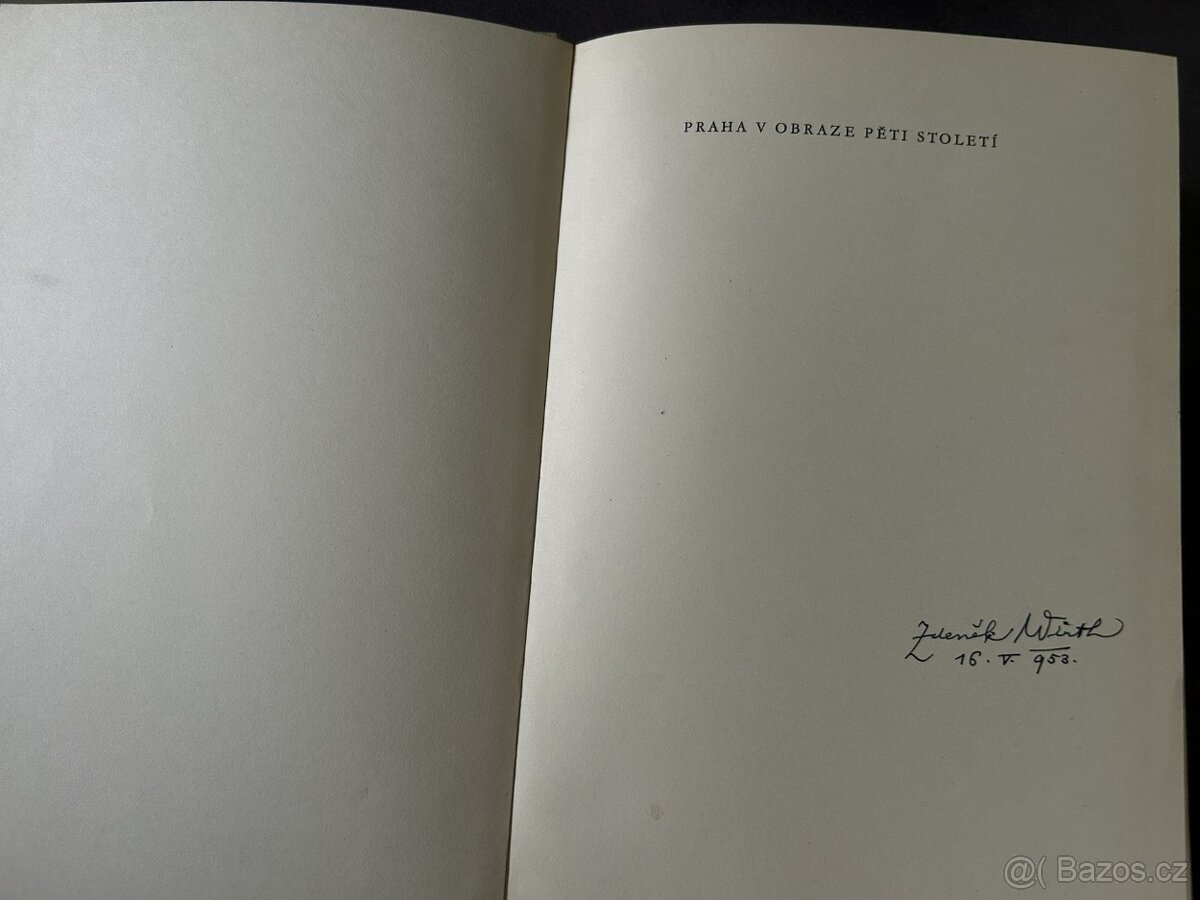 PRAHA V OBRAZE PĚTI STOLETÍ
Zdeněk Wirth
16. V. 953.
@( Bazos.cz